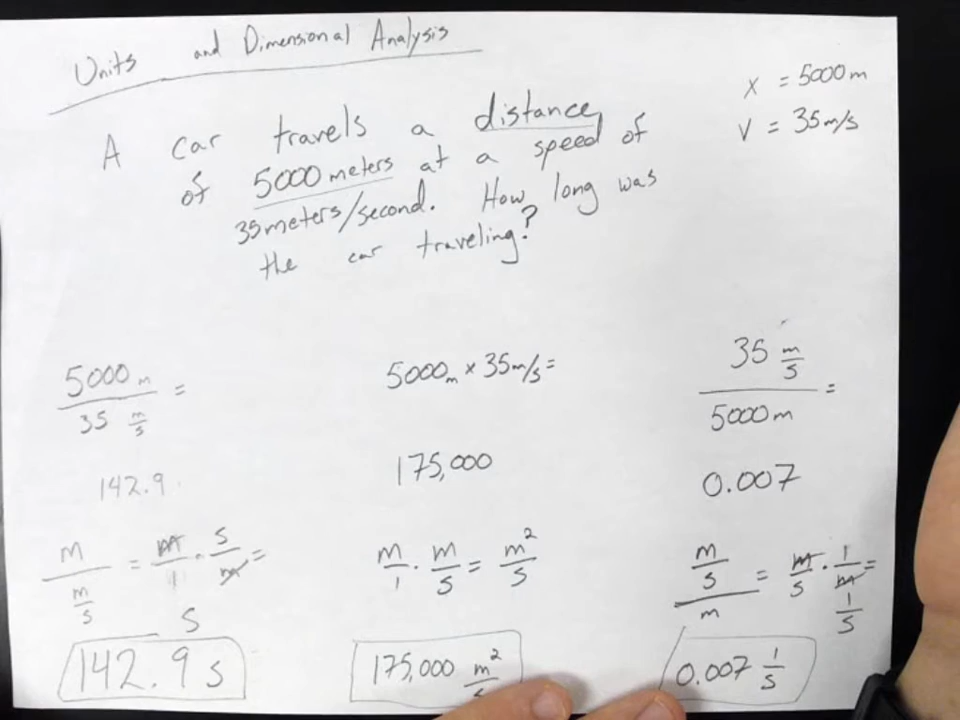 Units and Dimensional Analysis
x = 5000 m
v = 35 m/s
A car travels a distance
of 5000 meters at a speed of
35 meters/second. How long was
the car traveling?
5000 m / 35 m/s =
142.9
m / m/s = m/1 · s/m =
s
142.9 s
5000 m × 35 m/s =
175,000
m/1 · m/s = m²/s
175,000 m²/s
35 m/s / 5000 m =
0.007
m/s / m = m/s · 1/m =
1/s
0.007 1/s